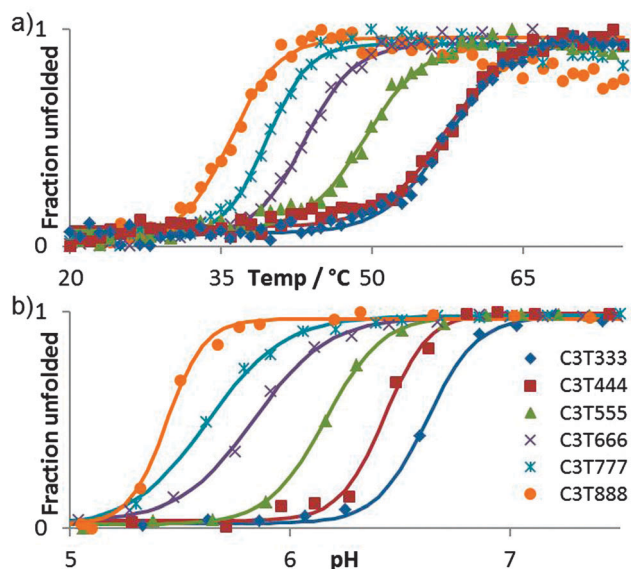 a)
1
Fraction unfolded
0
20 35 Temp / °C 50 65
b)
1
Fraction unfolded
0
5 6 pH 7
C3T333
C3T444
C3T555
C3T666
C3T777
C3T888